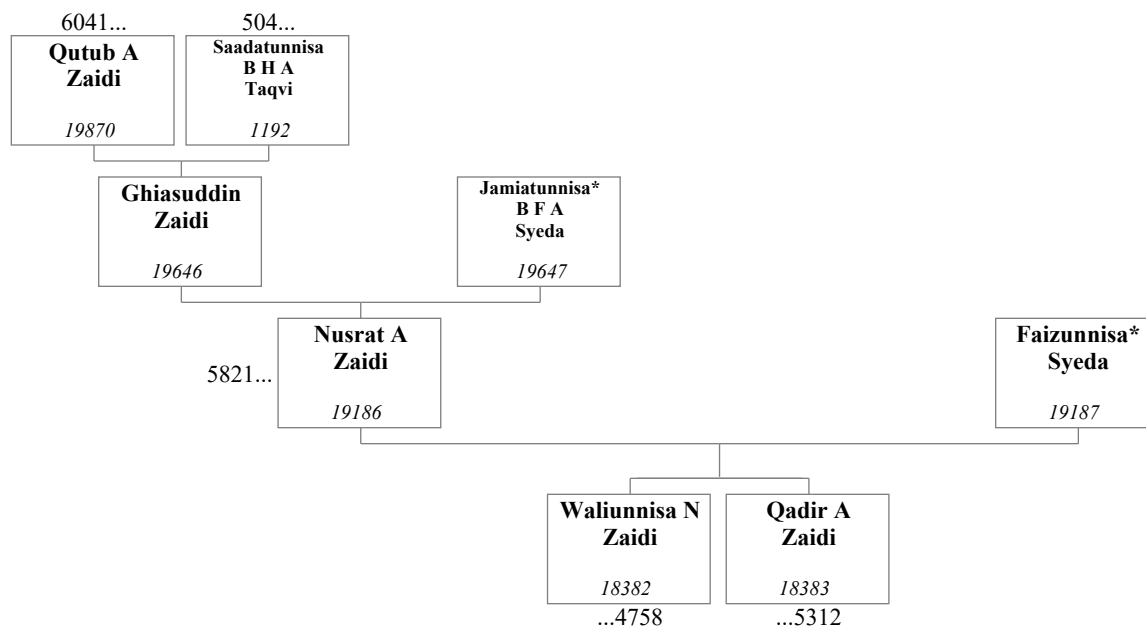 6041...
504...
Qutub A
Zaidi
19870
Saadatunnisa
B H A
Taqvi
1192
Ghiasuddin
Zaidi
19646
Jamiatunnisa*
B F A
Syeda
19647
5821...
Nusrat A
Zaidi
19186
Faizunnisa*
Syeda
19187
Waliunnisa N
Zaidi
18382
Qadir A
Zaidi
18383
...4758
...5312